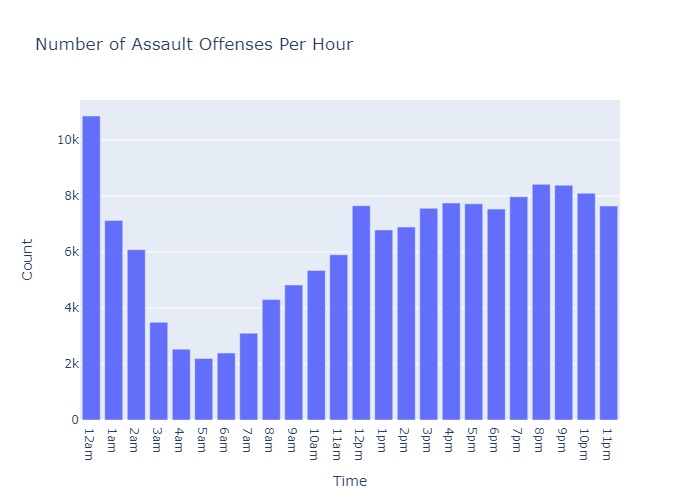 Number of Assault Offenses Per Hour
10k
8k
6k
4k
2k
0
Count
12am
1am
2am
3am
4am
5am
6am
7am
8am
9am
10am
11am
12pm
1pm
2pm
3pm
4pm
5pm
6pm
7pm
8pm
9pm
10pm
11pm
Time